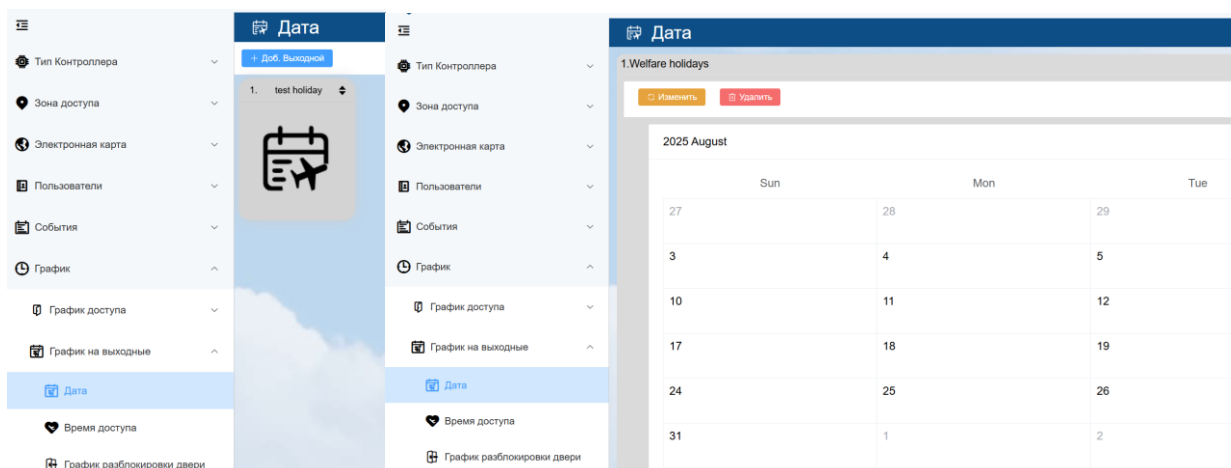 Дата
+ Доб. Выходной
1. test holiday
Тип Контроллера
Зона доступа
Электронная карта
Пользователи
События
График
График доступа
График на выходные
Дата
Время доступа
График разблокировки двери
Дата
1.Welfare holidays
Изменить Удалить
2025 August
Sun Mon Tue
27 28 29
3 4 5
10 11 12
17 18 19
24 25 26
31 1 2
Тип Контроллера
Зона доступа
Электронная карта
Пользователи
События
График
График доступа
График на выходные
Дата
Время доступа
График разблокировки двери